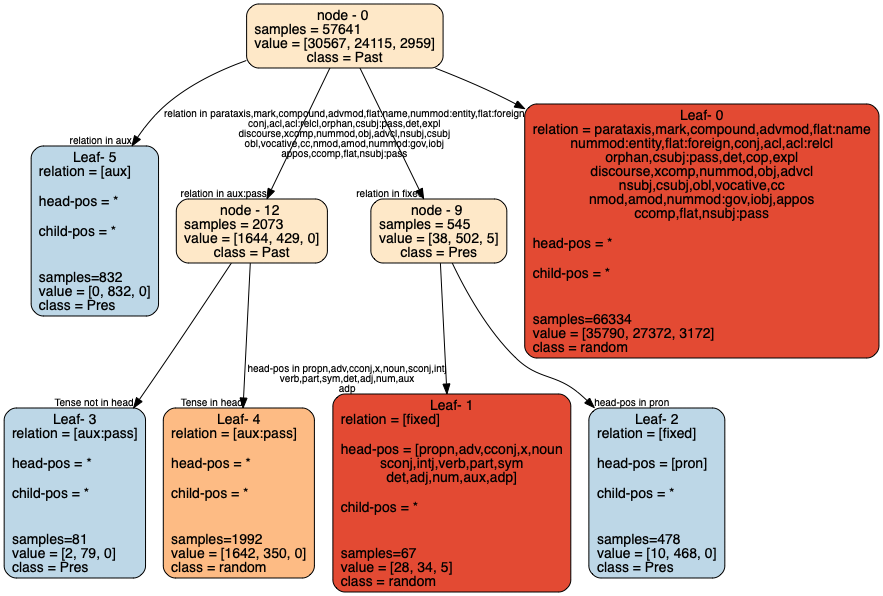 node - 0
samples = 57641
value = [30567, 24115, 2959]
class = Past
relation in parataxis,mark,compound,advmod,flat:name,nummod:entity,flat:foreign
conj,acl,acl:relcl,orphan,csubj:pass,det,expl
discourse,xcomp,nummod,obj,advcl,nsubj,csubj
obl,vocative,cc,nmod,amod,nummod:gov,iobj
appos,ccomp,flat,nsubj:pass
relation in aux
Leaf- 5
relation = [aux]
head-pos = *
child-pos = *
samples=832
value = [0, 832, 0]
class = Pres
relation in aux:pass
node - 12
samples = 2073
value = [1644, 429, 0]
class = Past
relation in fixed
node - 9
samples = 545
value = [38, 502, 5]
class = Pres
Leaf- 0
relation = parataxis,mark,compound,advmod,flat:name
nummod:entity,flat:foreign,conj,acl,acl:relcl
orphan,csubj:pass,det,cop,expl
discourse,xcomp,nummod,obj,advcl
nsubj,csubj,obl,vocative,cc
nmod,amod,nummod:gov,iobj,appos
ccomp,flat,nsubj:pass
head-pos = *
child-pos = *
samples=66334
value = [35790, 27372, 3172]
class = random
Tense not in head
Leaf- 3
relation = [aux:pass]
head-pos = *
child-pos = *
samples=81
value = [2, 79, 0]
class = Pres
Tense in head
Leaf- 4
relation = [aux:pass]
head-pos = *
child-pos = *
samples=1992
value = [1642, 350, 0]
class = random
head-pos in propn,adv,cconj,x,noun,sconj,intj
verb,part,sym,det,adj,num,aux
adp
Leaf- 1
relation = [fixed]
head-pos = [propn,adv,cconj,x,noun
sconj,intj,verb,part,sym
det,adj,num,aux,adp]
child-pos = *
samples=67
value = [28, 34, 5]
class = random
head-pos in pron
Leaf- 2
relation = [fixed]
head-pos = [pron]
child-pos = *
samples=478
value = [10, 468, 0]
class = Pres